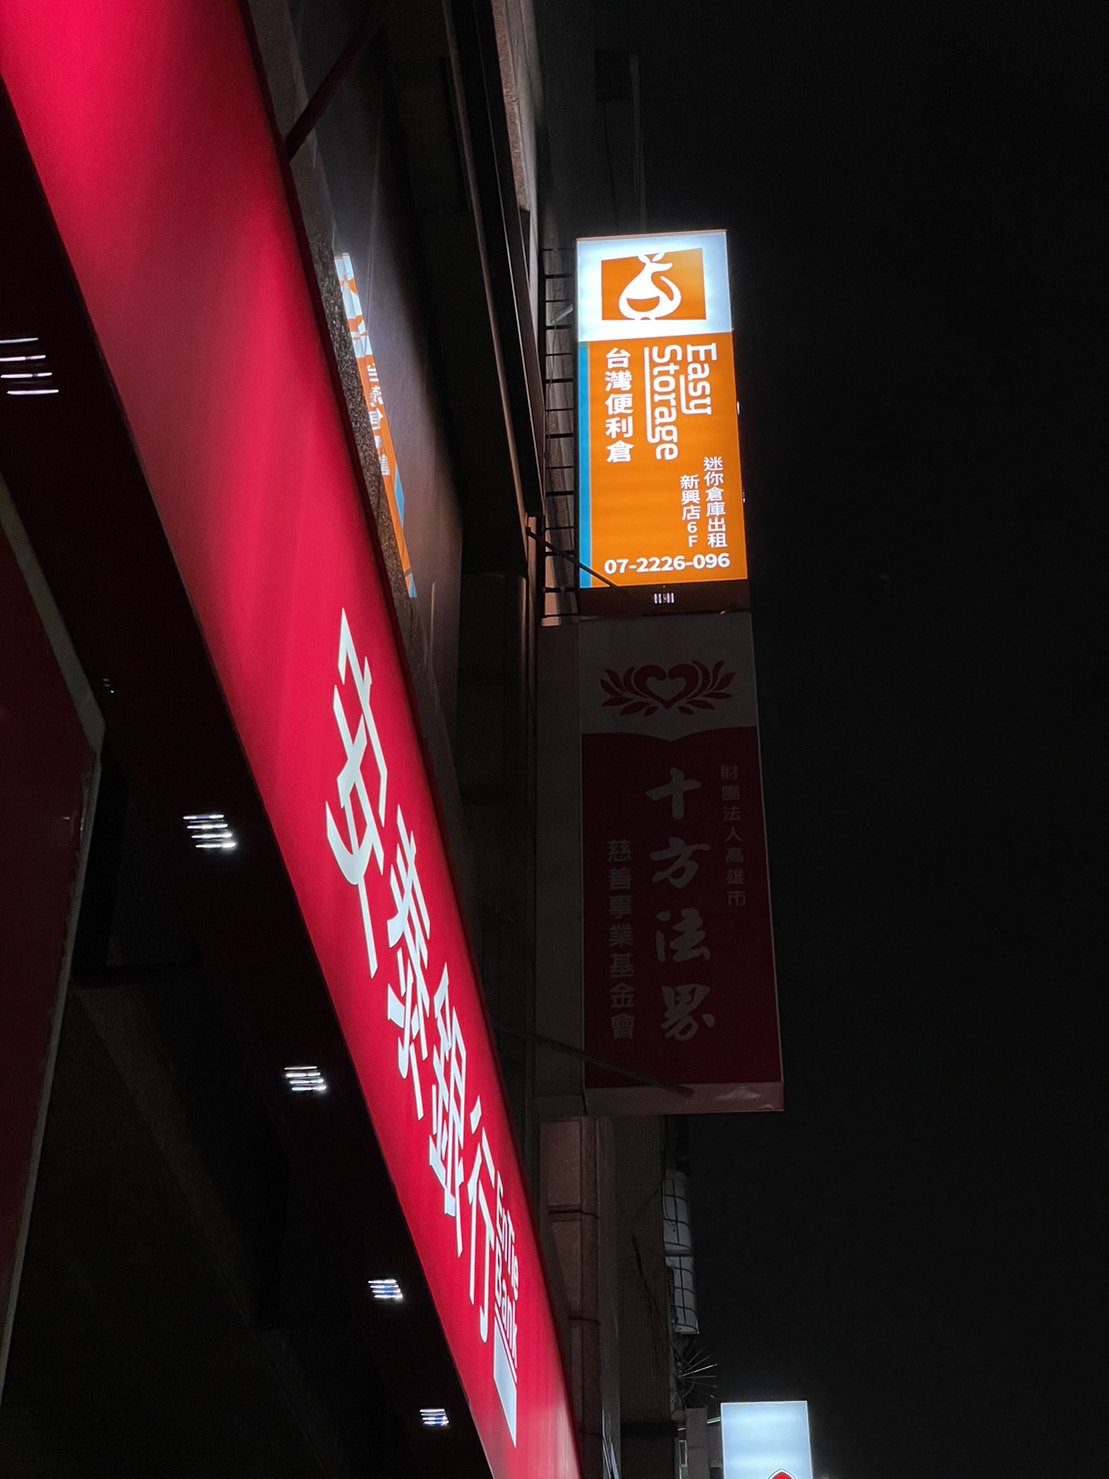 Easy
Storage
台灣便利倉
迷你倉庫出租
新興店6F
07-2226-096
財團法人高雄市
十方法界
慈善事業基金會
安泰銀行
EnTie Bank